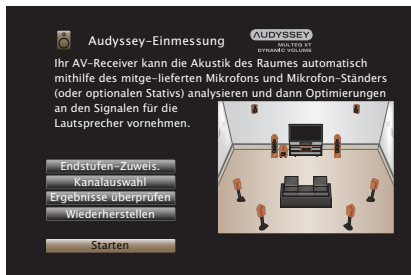 Audyssey-Einmessung
AUDYSSEY
MULTEQ XT
DYNAMIC VOLUME
Ihr AV-Receiver kann die Akustik des Raumes automatisch
mithilfe des mitge-lieferten Mikrofons und Mikrofon-Ständers
(oder optionalen Stativs) analysieren und dann Optimierungen
an den Signalen für die
Lautsprecher vornehmen.
Endstufen-Zuweis.
Kanalauswahl
Ergebnisse überprüfen
Wiederherstellen
Starten